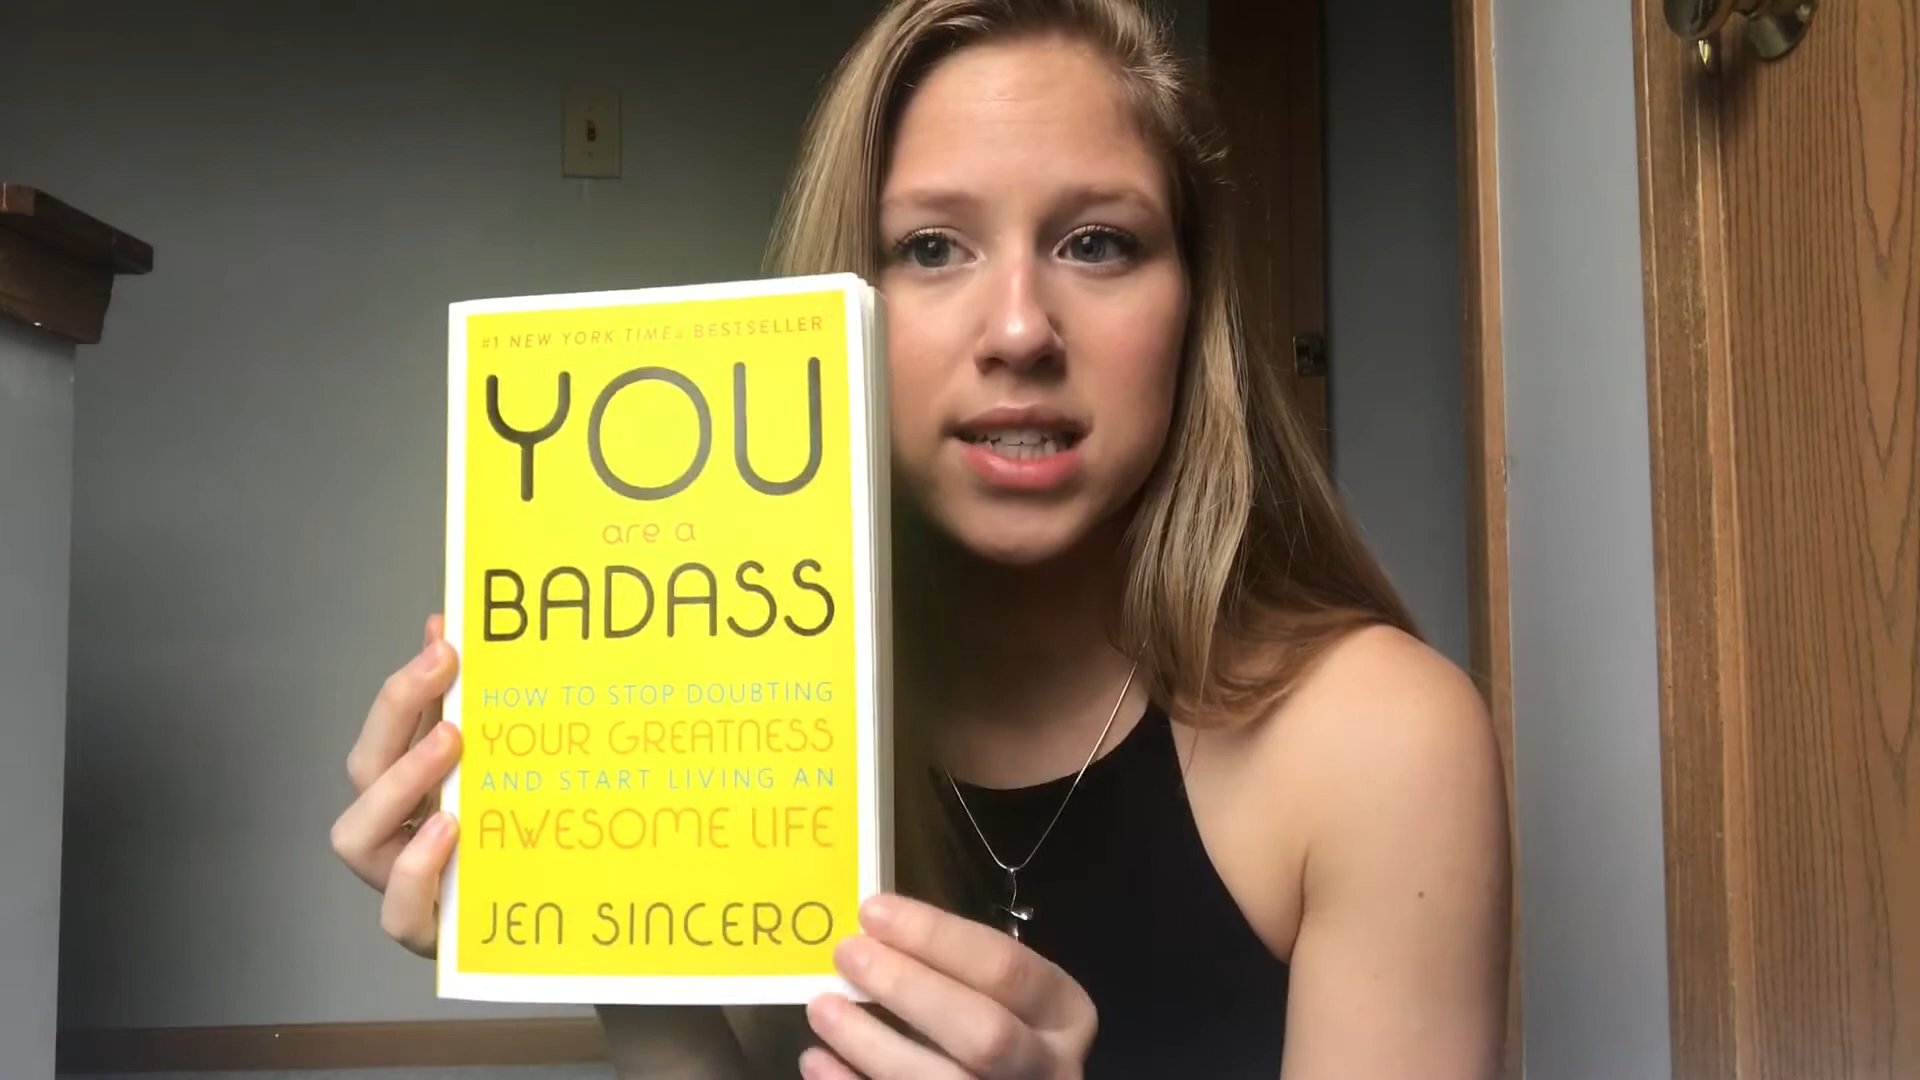 #1 NEW YORK TIMES BESTSELLER
YOU
are a
BADASS
HOW TO STOP DOUBTING
YOUR GREATNESS
AND START LIVING AN
AWESOME LIFE
JEN SINCERO